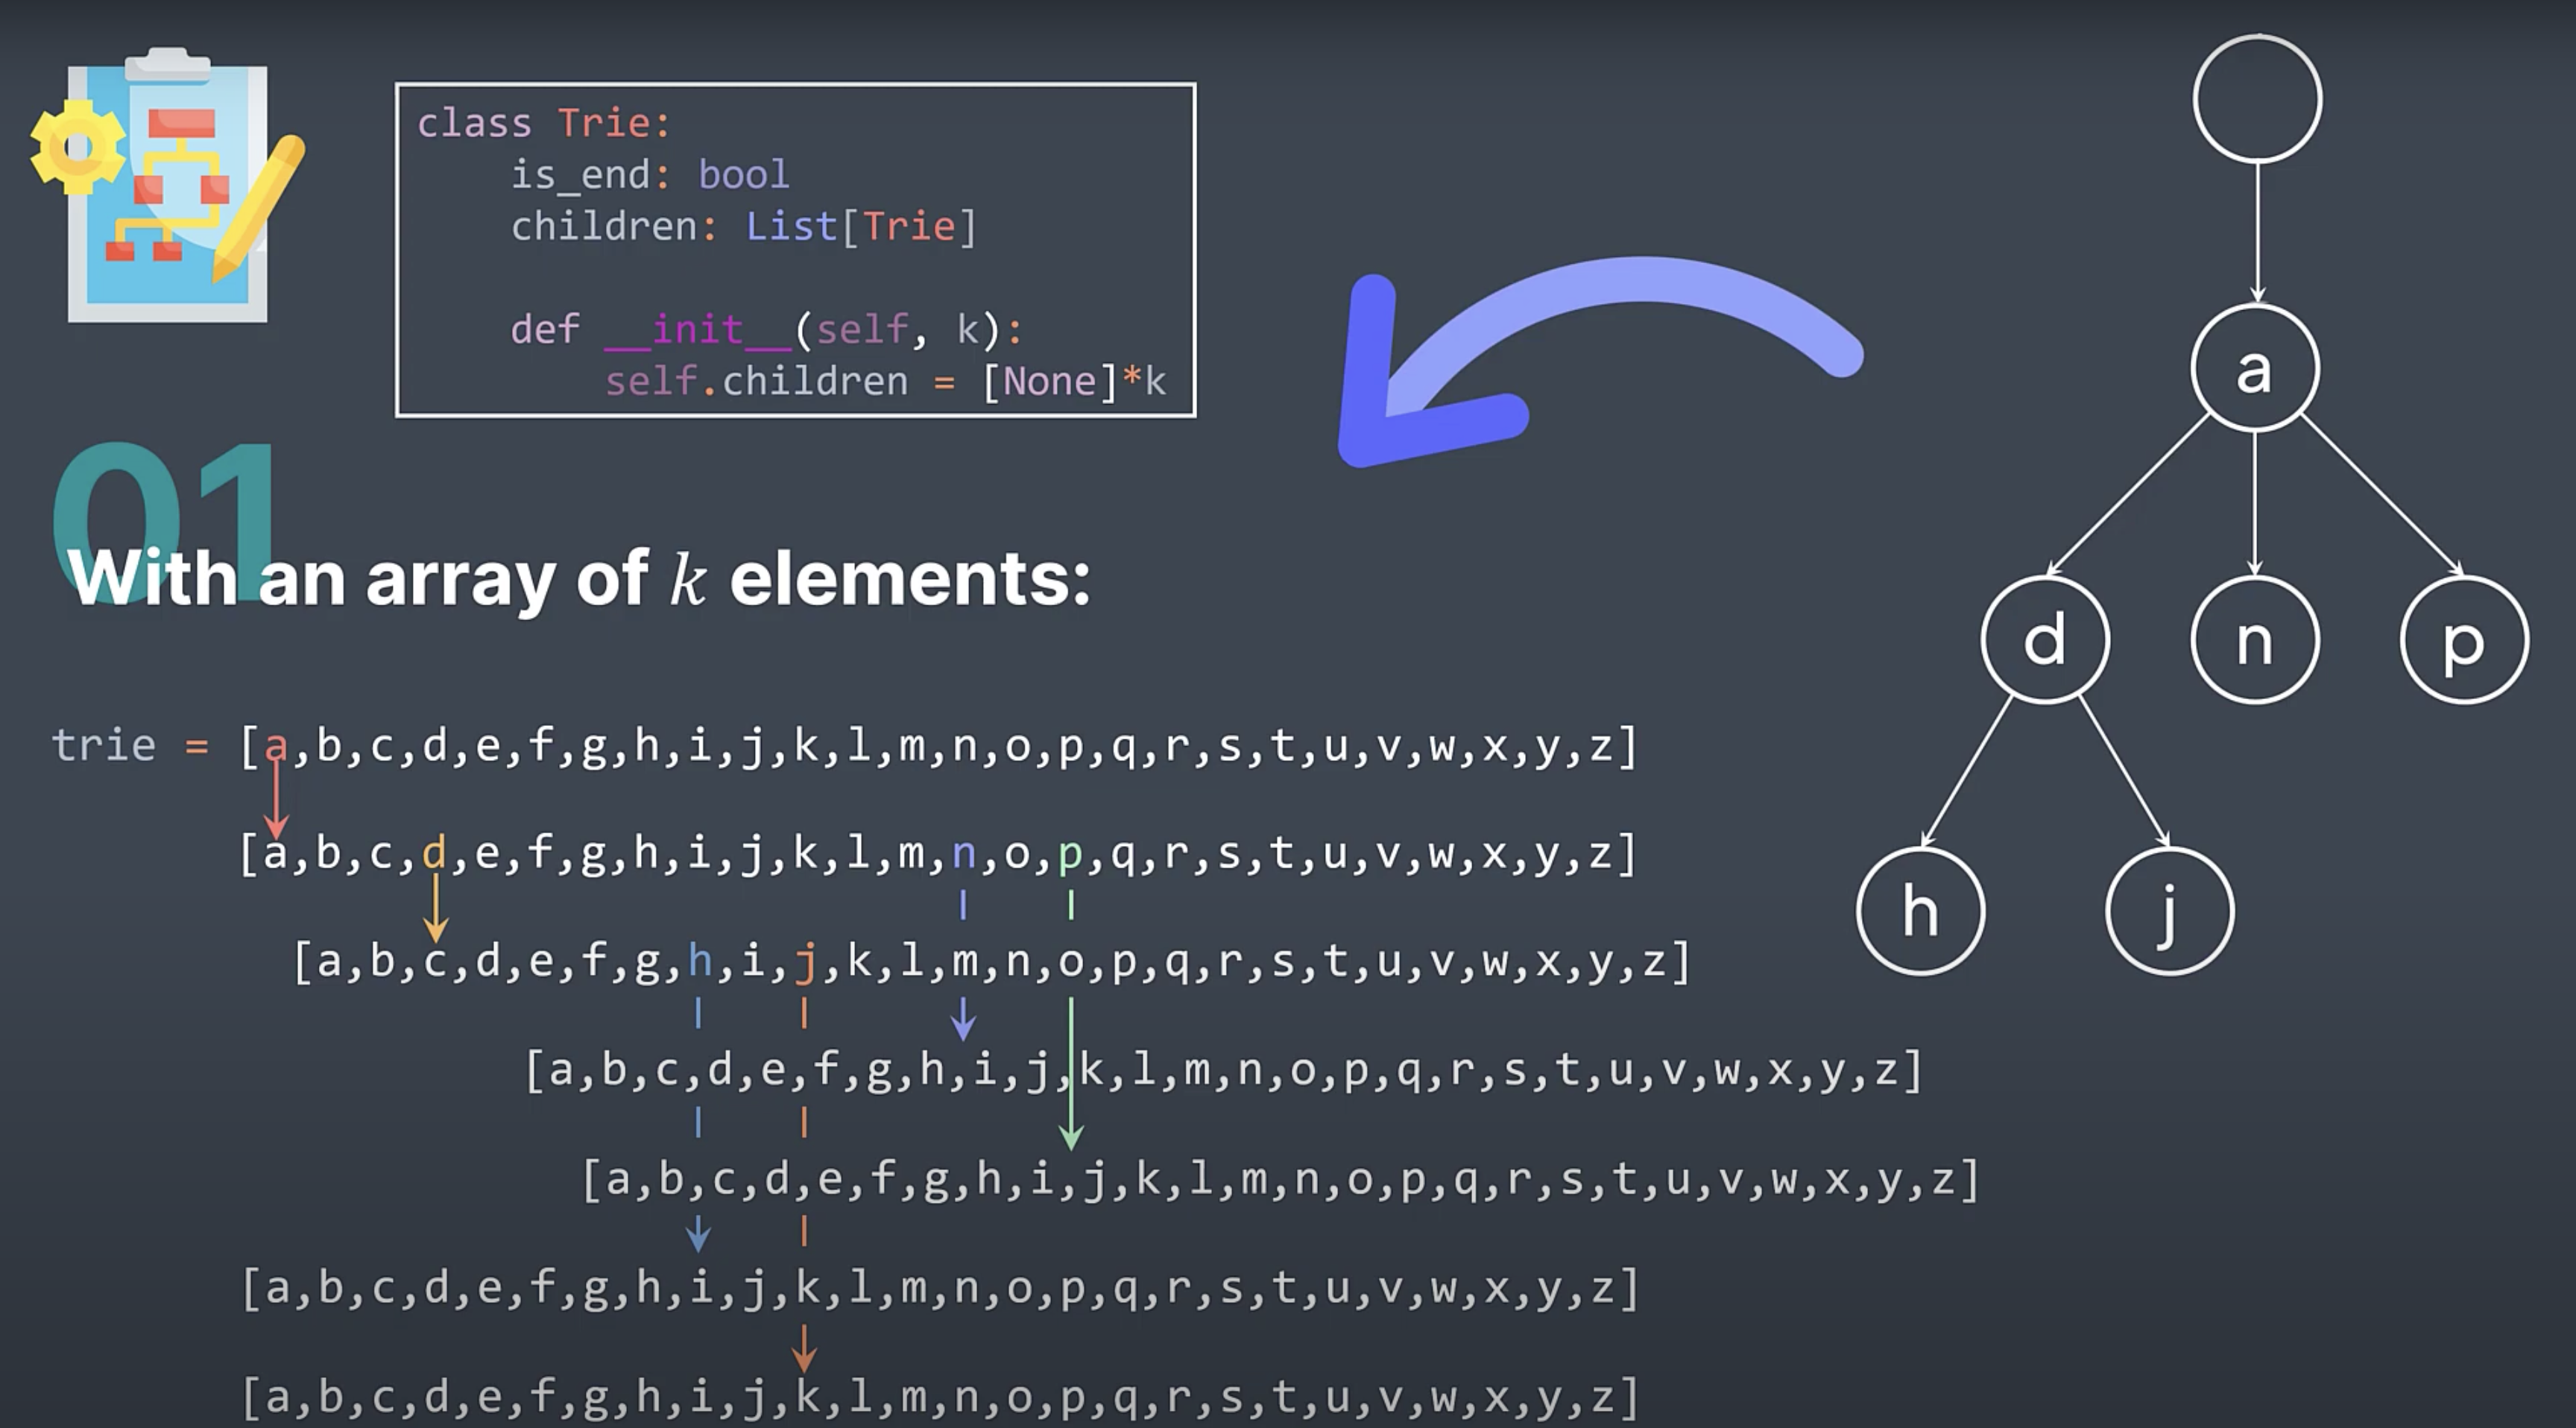 class Trie:
is_end: bool
children: List[Trie]
def __init__(self, k):
self.children = [None]*k
01
With an array of k elements:
trie = [a,b,c,d,e,f,g,h,i,j,k,l,m,n,o,p,q,r,s,t,u,v,w,x,y,z]
[a,b,c,d,e,f,g,h,i,j,k,l,m,n,o,p,q,r,s,t,u,v,w,x,y,z]
[a,b,c,d,e,f,g,h,i,j,k,l,m,n,o,p,q,r,s,t,u,v,w,x,y,z]
[a,b,c,d,e,f,g,h,i,j,k,l,m,n,o,p,q,r,s,t,u,v,w,x,y,z]
[a,b,c,d,e,f,g,h,i,j,k,l,m,n,o,p,q,r,s,t,u,v,w,x,y,z]
[a,b,c,d,e,f,g,h,i,j,k,l,m,n,o,p,q,r,s,t,u,v,w,x,y,z]
[a,b,c,d,e,f,g,h,i,j,k,l,m,n,o,p,q,r,s,t,u,v,w,x,y,z]
a
d n p
h j